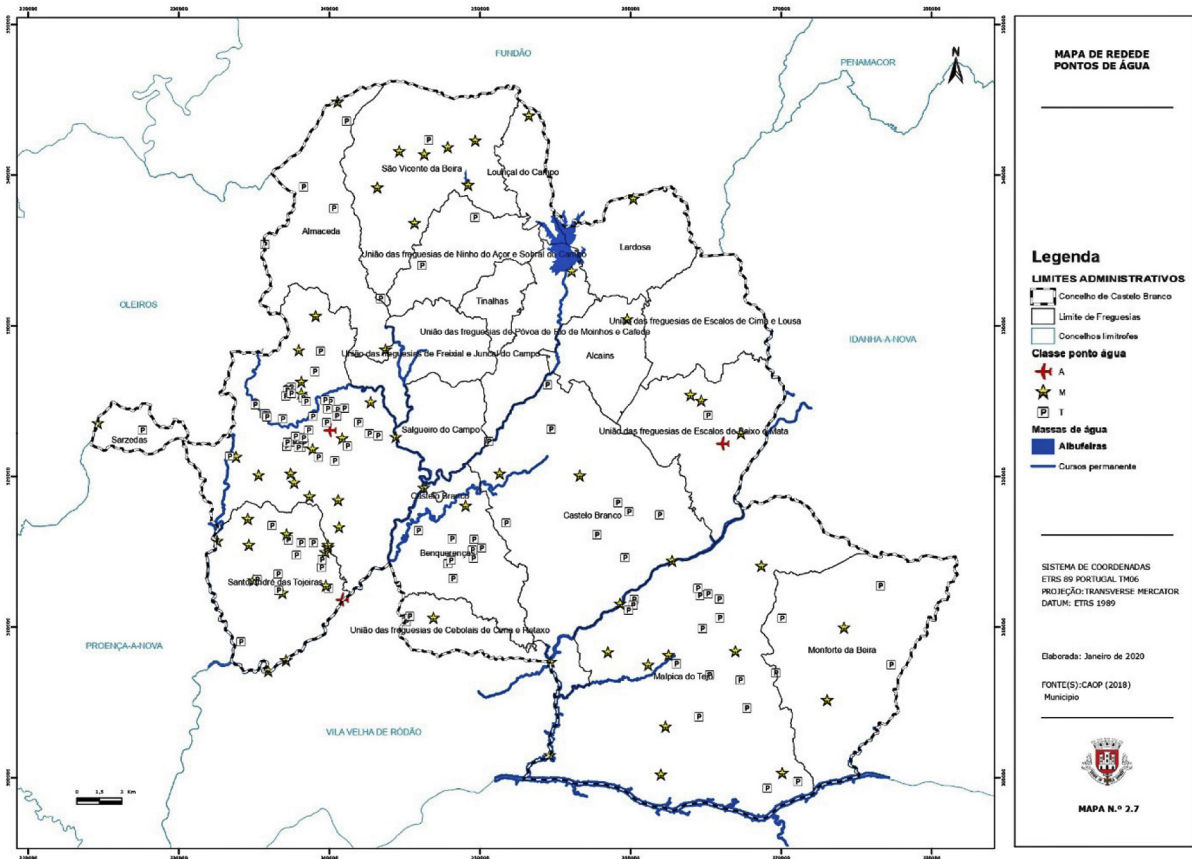 FUNDÃO
PENAMACOR
N
São Vicente da Beira
Louriçal do Campo
Almaceda
Lardosa
União das freguesias de Ninho do Açor e Sobral do Campo
OLEIROS
Tinalhas
União das freguesias de Escalos de Cima e Lousa
União das freguesias de Póvoa de Rio de Moinhos e Cafede
IDANHA-A-NOVA
União das freguesias de Freixial e Juncal do Campo
Alcains
Salgueiro do Campo
União das freguesias de Escalos de Baixo e Mata
Sarzedas
Castelo Branco
Castelo Branco
Benquerenças
Santo André das Tojeiras
União das freguesias de Cebolais de Cima e Retaxo
PROENÇA-A-NOVA
Monforte da Beira
Malpica do Tejo
VILA VELHA DE RÓDÃO
0 1,5 3 Km
MAPA DE REDEDE
PONTOS DE ÁGUA
Legenda
LIMITES ADMINISTRATIVOS
Concelho de Castelo Branco
Limite de Freguesias
Concelhos limítrofes
Classe ponto água
A
M
P T
Massas de água
Albufeiras
Cursos permanente
SISTEMA DE COORDENADAS
ETRS 89 PORTUGAL TM06
PROJEÇÃO:TRANSVERSE MERCATOR
DATUM: ETRS 1989
Elaborada: Janeiro de 2020
FONTE(S):CAOP (2018)
Municipio
MAPA N.º 2.7